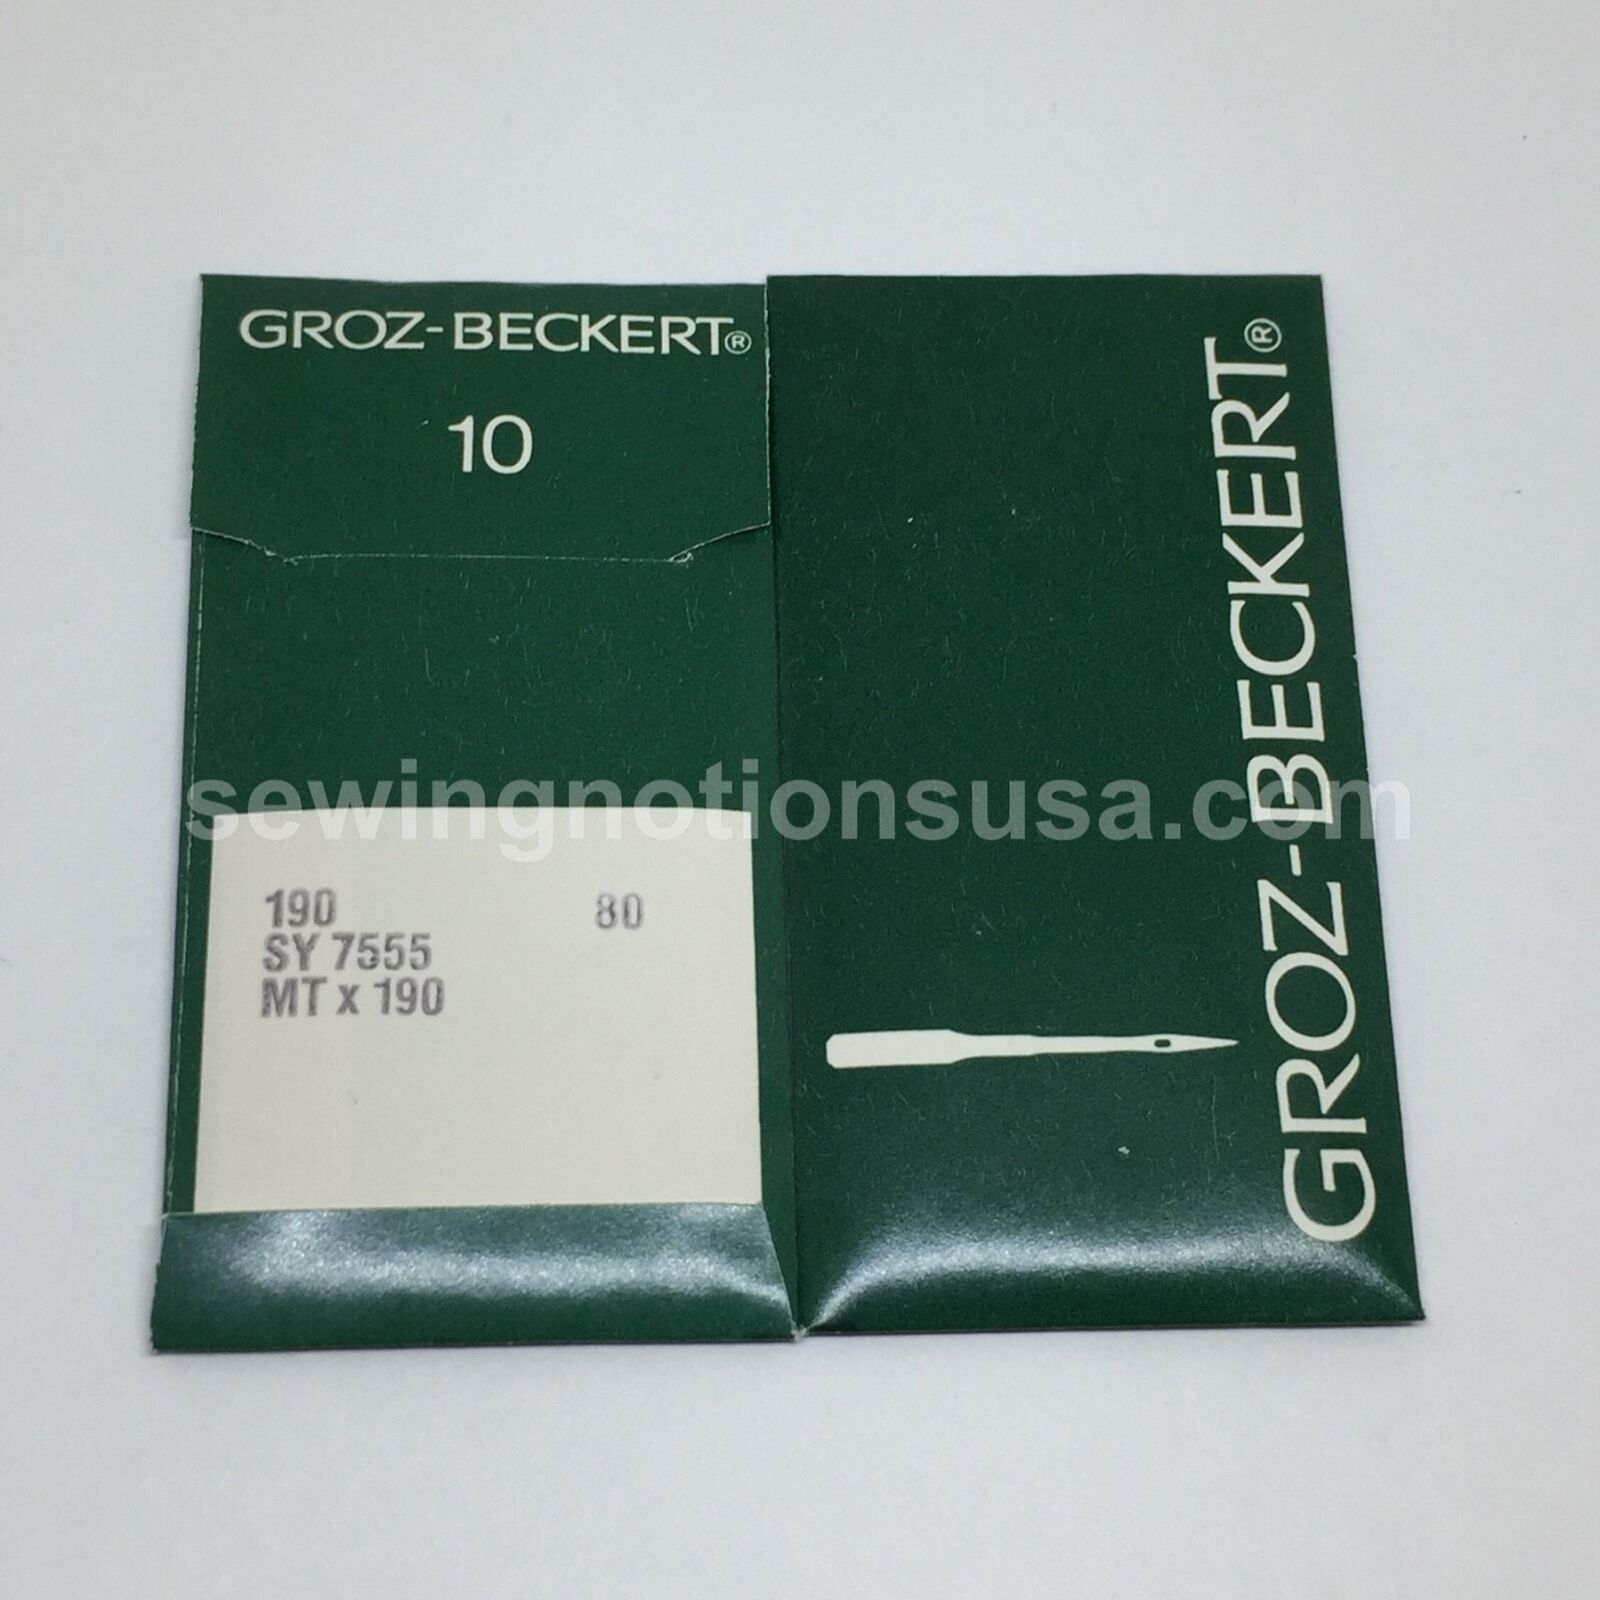 GROZ-BECKERT®
10
190 80
SY 7555
MT x 190
GROZ-BECKERT®
sewingnotionsusa.com